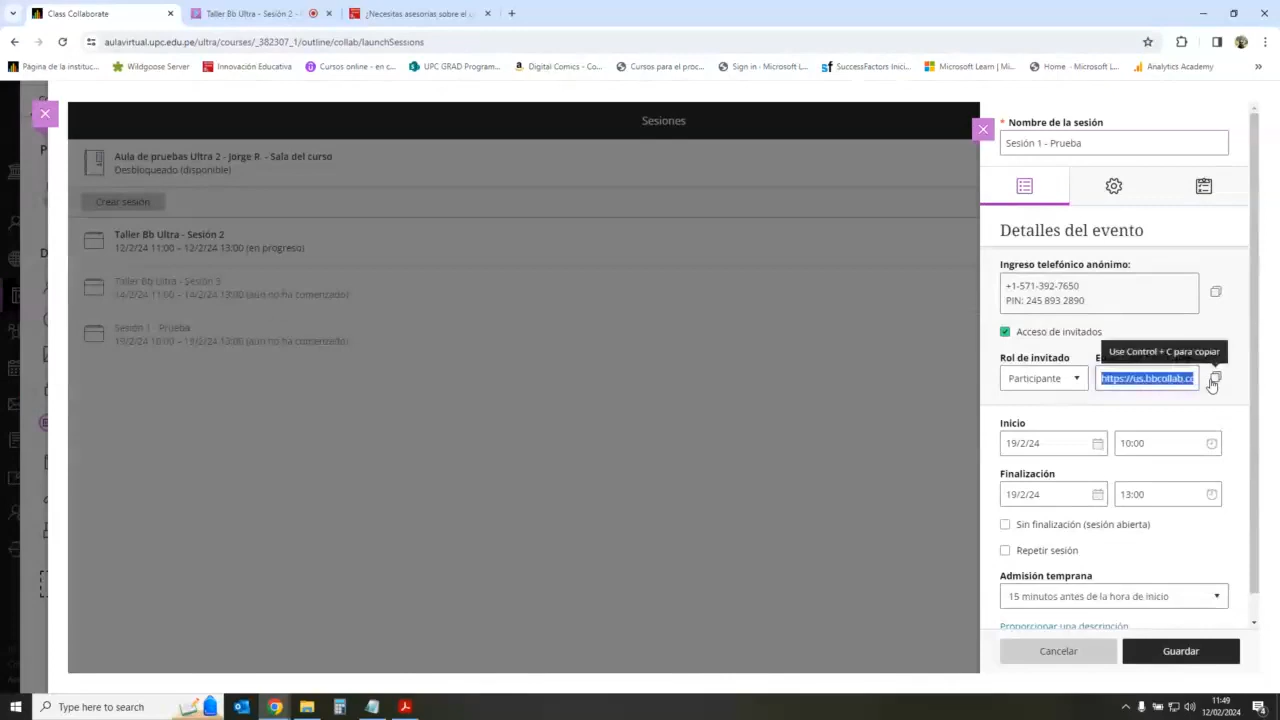 Class Collaborate
Taller Bb Ultra - Sesión 2 -
¿Necesitas asesorias sobre el u
aulavirtual.upc.edu.pe/ultra/courses/_382307_1/outline/collab/launchSessions
Página de la instituc...
Wildgoose Server
Innovación Educativa
Cursos online - en c...
UPC GRAD Program...
Digital Comics - Co...
Cursos para el proc...
Sign in · Microsoft L...
SuccessFactors Inici...
Microsoft Learn | Mi...
Home · Microsoft L...
Analytics Academy
Sesiones
Aula de pruebas Ultra 2 - Jorge R. - Sala del curso
Desbloqueado (disponible)
Crear sesión
Taller Bb Ultra - Sesión 2
12/2/24 11:00 – 12/2/24 13:00 (en progreso)
Taller Bb Ultra - Sesión 3
14/2/24 11:00 – 14/2/24 13:00 (aún no ha comenzado)
Sesión 1 - Prueba
19/2/24 10:00 – 19/2/24 13:00 (aún no ha comenzado)
* Nombre de la sesión
Sesión 1 - Prueba
Detalles del evento
Ingreso telefónico anónimo:
+1-571-392-7650
PIN: 245 893 2890
Acceso de invitados
Use Control + C para copiar
Rol de invitado
Participante
https://us.bbcollab.co
Inicio
19/2/24
10:00
Finalización
19/2/24
13:00
Sin finalización (sesión abierta)
Repetir sesión
Admisión temprana
15 minutos antes de la hora de inicio
Proporcionar una descripción
Cancelar
Guardar
Type here to search
11:49
12/02/2024